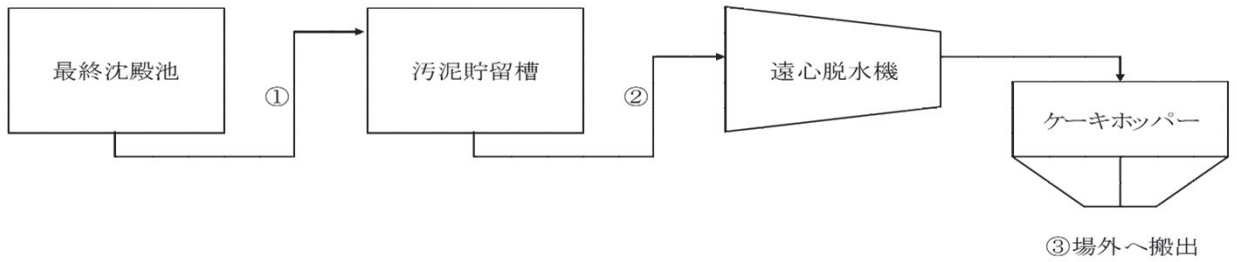 最終沈殿池
①
汚泥貯留槽
②
遠心脱水機
ケーキホッパー
③場外へ搬出